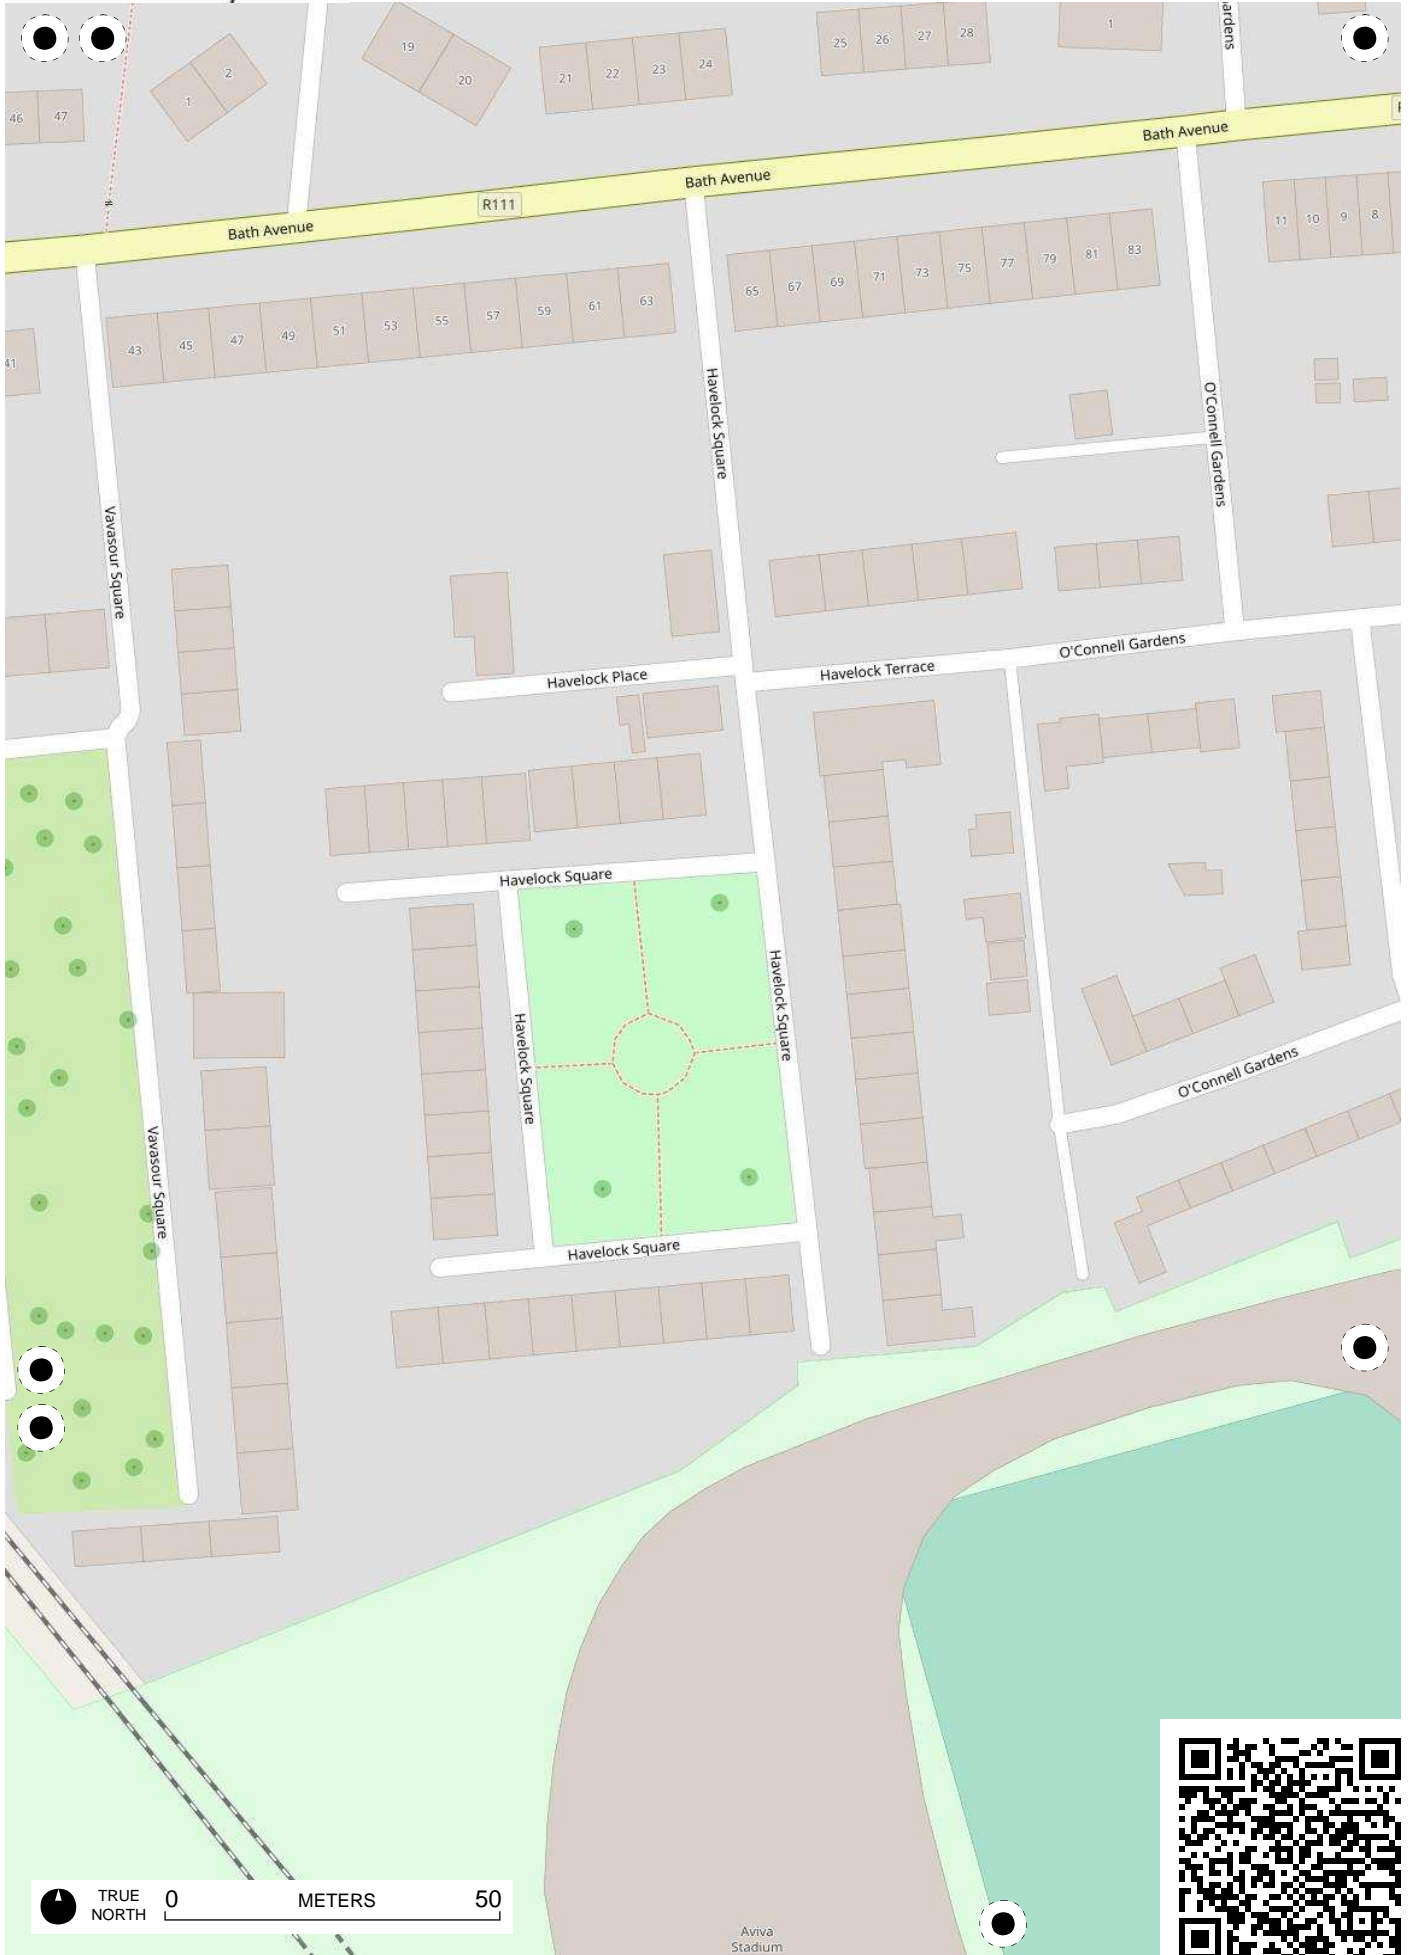 ardens
1
28
27
26
25
19
2
20
24
23
22
21
1
46
47
Bath Avenue
Bath Avenue
R111
Bath Avenue
11
10
9
8
83
81
79
77
75
73
71
69
67
65
63
61
59
57
55
53
51
49
47
45
43
41
Havelock Square
O'Connell Gardens
Vavasour Square
O'Connell Gardens
Havelock Terrace
Havelock Place
Havelock Square
Havelock Square
Havelock Square
O'Connell Gardens
Vavasour Square
Havelock Square
TRUE
NORTH
0 METERS 50
Aviva
Stadium